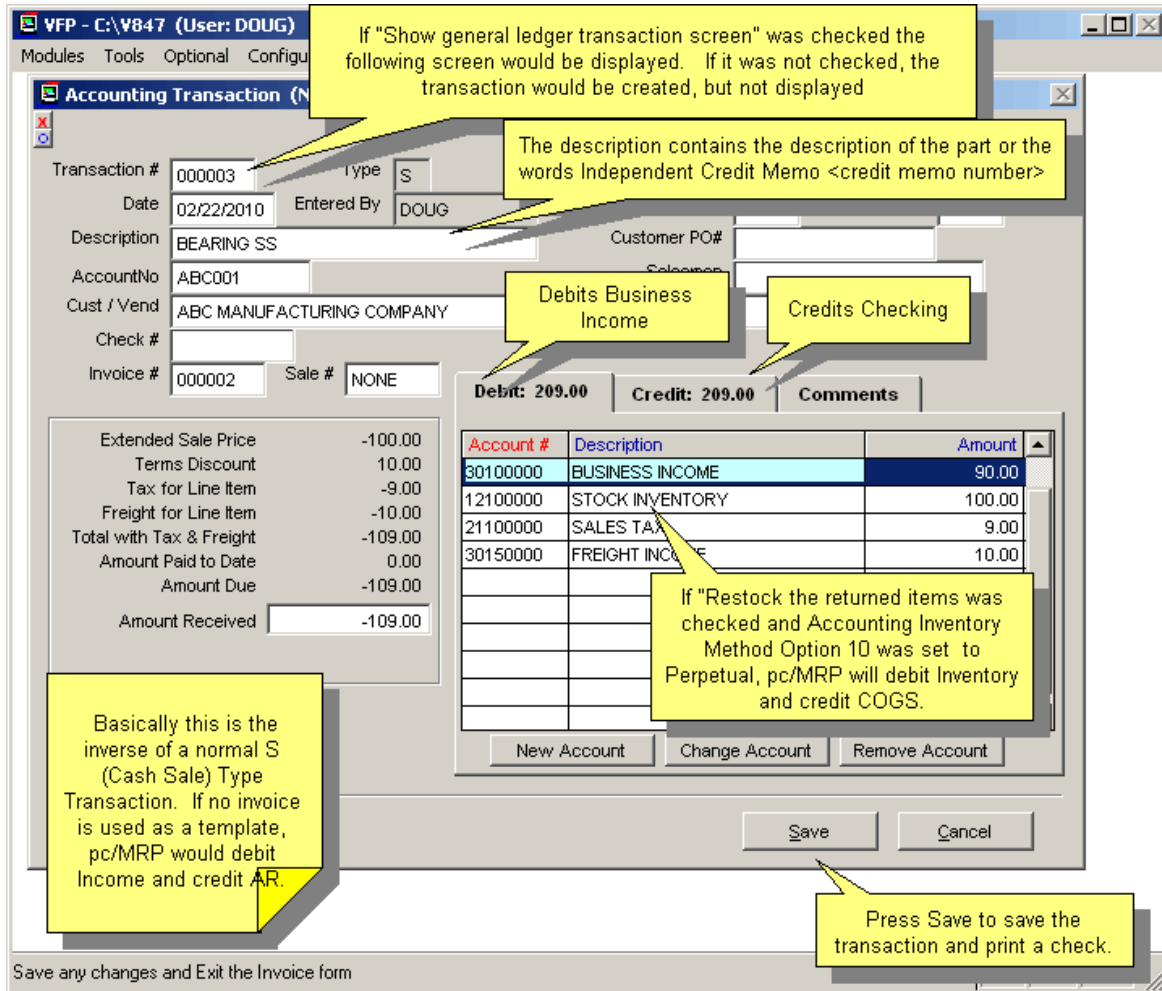 VFP - C:\V847 (User: DOUG)
Modules Tools Optional
If "Show general ledger transaction screen" was checked the
following screen would be displayed. If it was not checked, the
transaction would be created, but not displayed
Accounting Transaction
The description contains the description of the part or the
words Independent Credit Memo <credit memo number>
Transaction # 000003 Type S
Date 02/22/2010 Entered By DOUG
Description BEARING SS Customer PO#
AccountNo ABC001
Cust / Vend ABC MANUFACTURING COMPANY
Debits Business
Income
Credits Checking
Check #
Invoice # 000002 Sale # NONE
Debit: 209.00 Credit: 209.00 Comments
Extended Sale Price -100.00
Terms Discount 10.00
Tax for Line Item -9.00
Freight for Line Item -10.00
Total with Tax & Freight -109.00
Amount Paid to Date 0.00
Amount Due -109.00
Amount Received -109.00
Account # Description Amount
30100000 BUSINESS INCOME 90.00
12100000 STOCK INVENTORY 100.00
21100000 SALES TAX 9.00
30150000 FREIGHT INCOME 10.00
If "Restock the returned items was
checked and Accounting Inventory
Method Option 10 was set to
Perpetual, pc/MRP will debit Inventory
and credit COGS.
New Account Change Account Remove Account
Basically this is the
inverse of a normal S
(Cash Sale) Type
Transaction. If no invoice
is used as a template,
pc/MRP would debit
Income and credit AR.
Save Cancel
Press Save to save the
transaction and print a check.
Save any changes and Exit the Invoice form